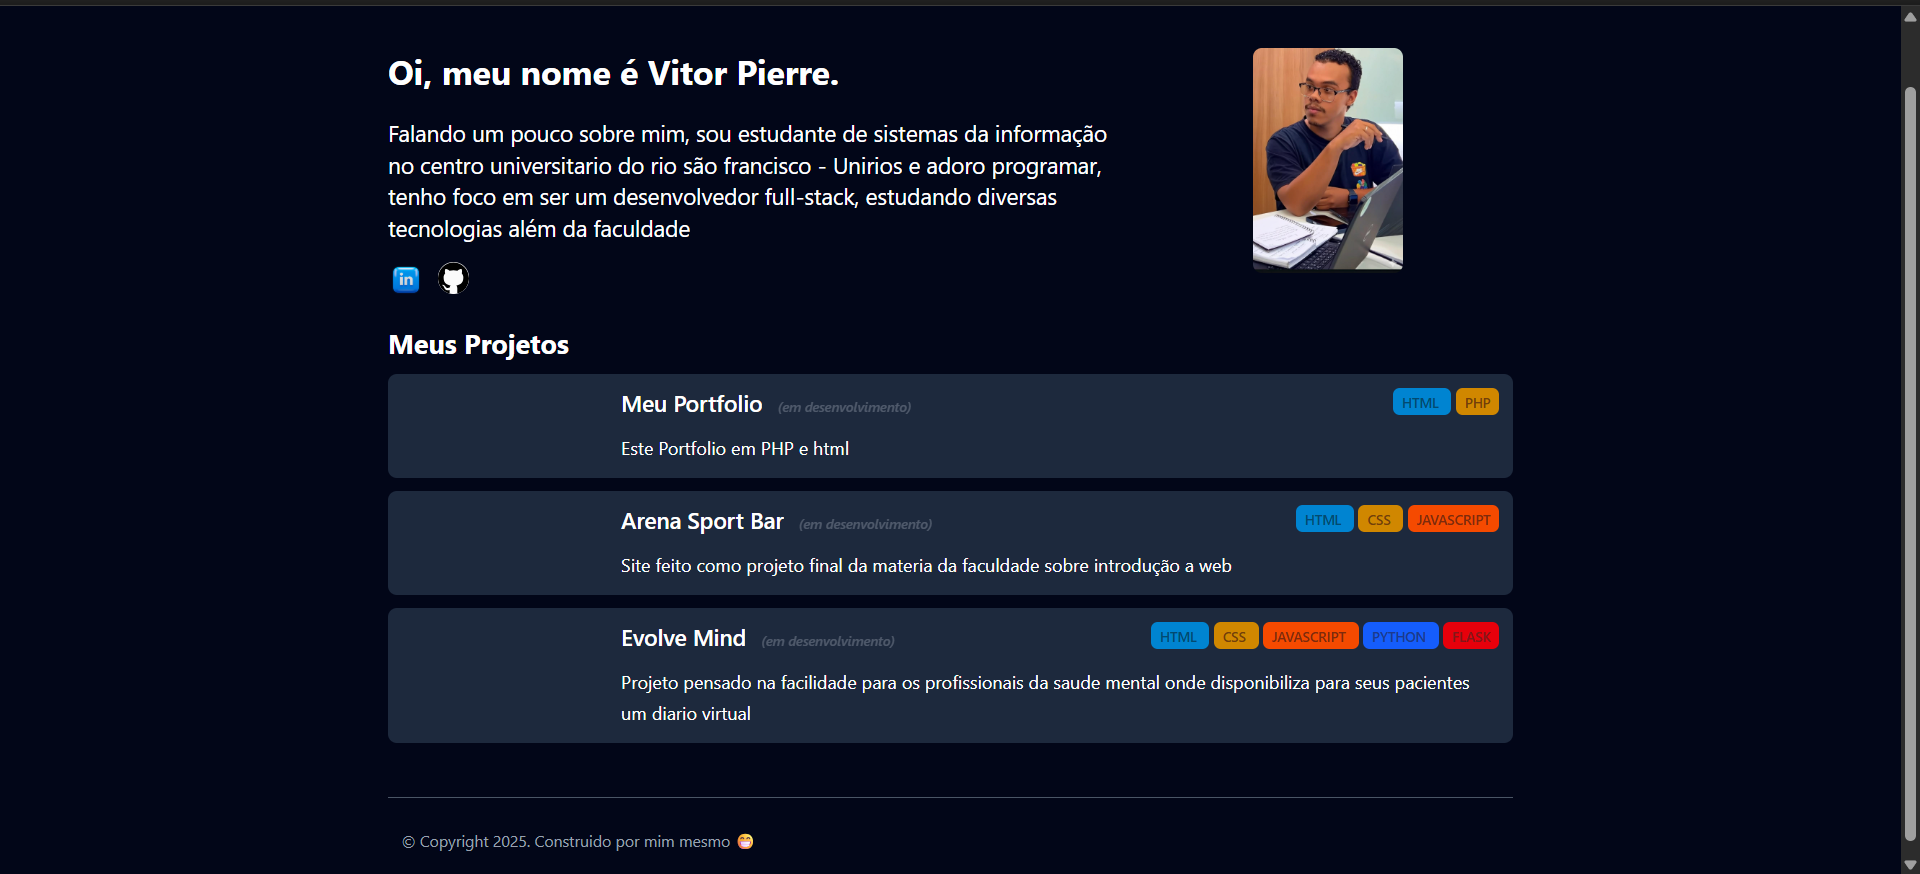 Oi, meu nome é Vitor Pierre.
Falando um pouco sobre mim, sou estudante de sistemas da informação
no centro universitario do rio são francisco - Unirios e adoro programar,
tenho foco em ser um desenvolvedor full-stack, estudando diversas
tecnologias além da faculdade
in
Meus Projetos
Meu Portfolio (em desenvolvimento) HTML PHP
Este Portfolio em PHP e html
Arena Sport Bar (em desenvolvimento) HTML CSS JAVASCRIPT
Site feito como projeto final da materia da faculdade sobre introdução a web
Evolve Mind (em desenvolvimento) HTML CSS JAVASCRIPT PYTHON FLASK
Projeto pensado na facilidade para os profissionais da saude mental onde disponibiliza para seus pacientes
um diario virtual
© Copyright 2025. Construido por mim mesmo 😁